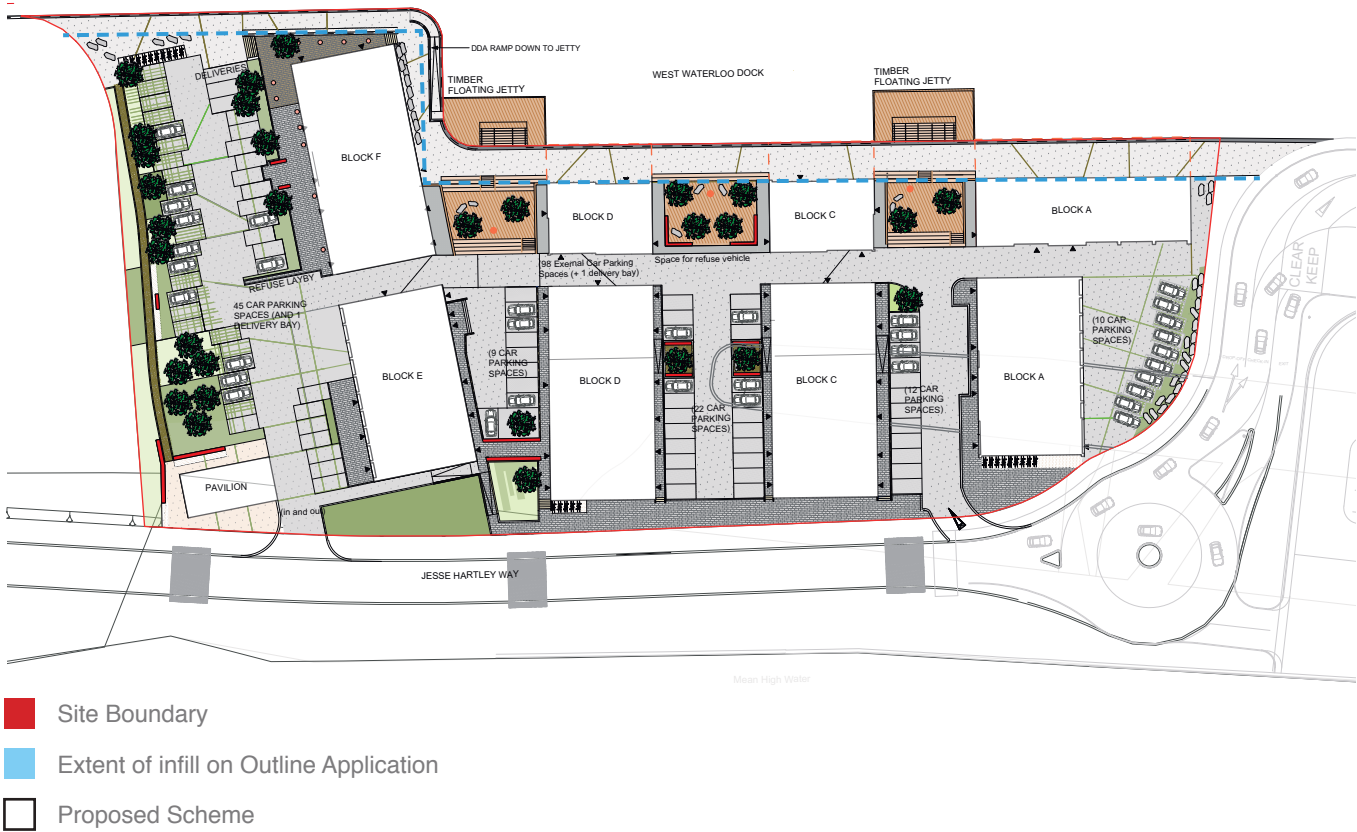 DDA RAMP DOWN TO JETTY
WEST WATERLOO DOCK
TIMBER
FLOATING JETTY
TIMBER
FLOATING JETTY
DELIVERIES
BLOCK F
BLOCK D
BLOCK C
BLOCK A
98 Exernal Car Parking
Spaces (+ 1 delivery bay)
Space for refuse vehicle
CLEAR
KEEP
REFUSE LAYBY
45 CAR PARKING
SPACES (AND 1
DELIVERY BAY)
(9 CAR
PARKING
SPACES)
(10 CAR
PARKING
SPACES)
BLOCK E
BLOCK D
BLOCK C
BLOCK A
(12 CAR
PARKING
SPACES)
(22 CAR
PARKING
SPACES)
PAVILION
(in and out
JESSE HARTLEY WAY
Mean High Water
Site Boundary
Extent of infill on Outline Application
Proposed Scheme